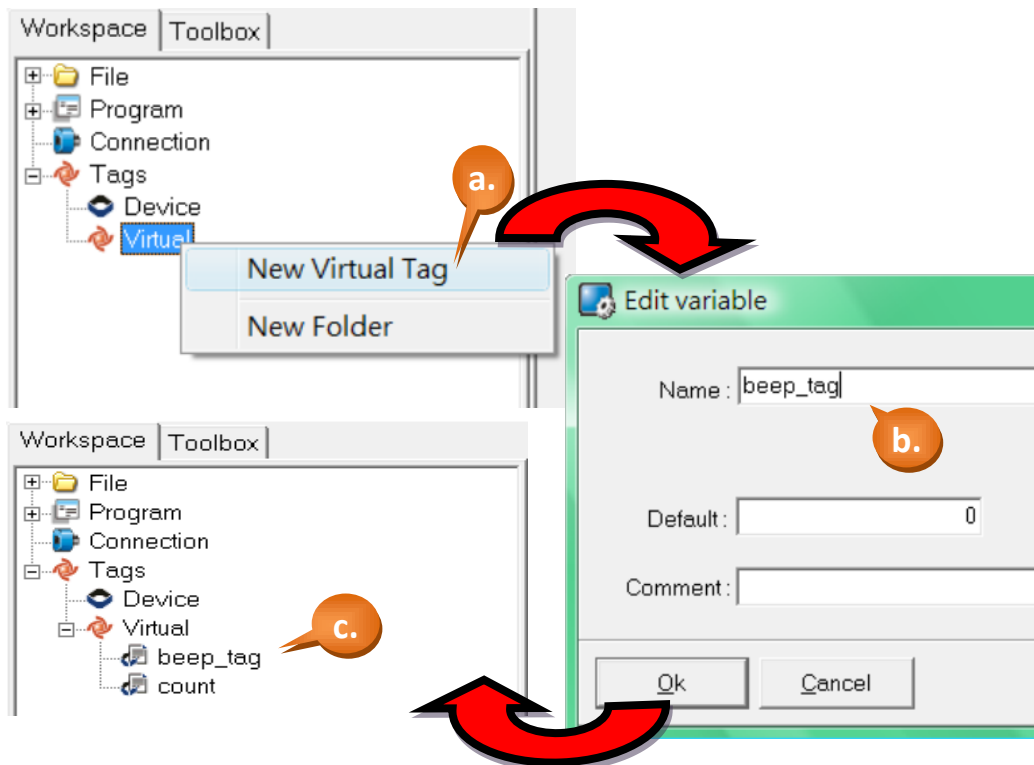 Workspace Toolbox
File
Program
Connection
Tags
Device
Virtual
a.
New Virtual Tag
New Folder
Edit variable
Name : beep_tag
b.
Default : 0
Comment :
Ok Cancel
Workspace Toolbox
File
Program
Connection
Tags
Device
Virtual
c.
beep_tag
count